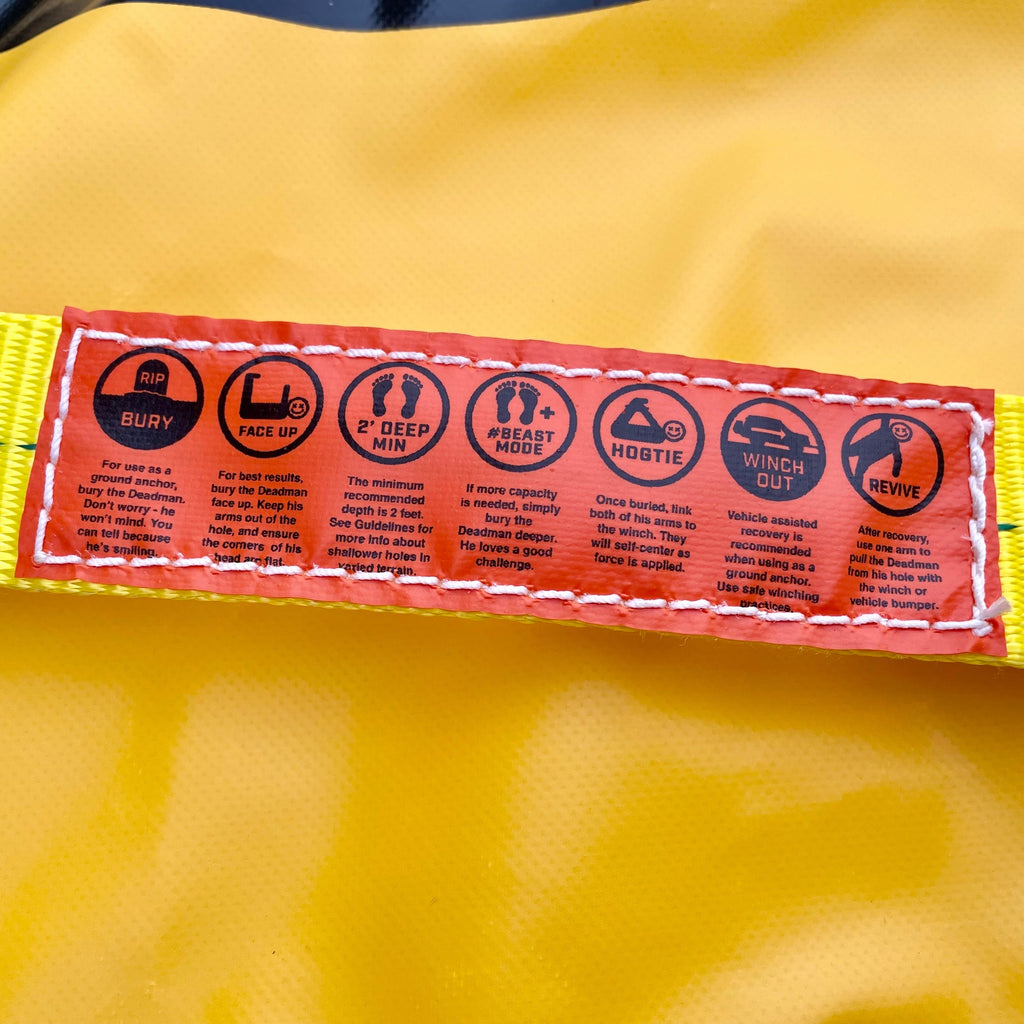 RIP
BURY
For use as a
ground anchor,
bury the Deadman.
Don't worry - he
won't mind. You
can tell because
he's smiling.
FACE UP
For best results,
bury the Deadman
face up. Keep his
arms out of the
hole, and ensure
the corners of his
head are flat.
2' DEEP
MIN
The minimum
recommended
depth is 2 feet.
See Guidelines for
more info about
shallower holes in
varied terrain.
+
#BEAST
MODE
If more capacity
is needed, simply
bury the
Deadman deeper.
He loves a good
challenge.
HOGTIE
Once buried, link
both of his arms to
the winch. They
will self-center as
force is applied.
WINCH
OUT
Vehicle assisted
recovery is
recommended
when using as a
ground anchor.
Use safe winching
practices.
REVIVE
After recovery,
use one arm to
pull the Deadman
from his hole with
the winch or
vehicle bumper.